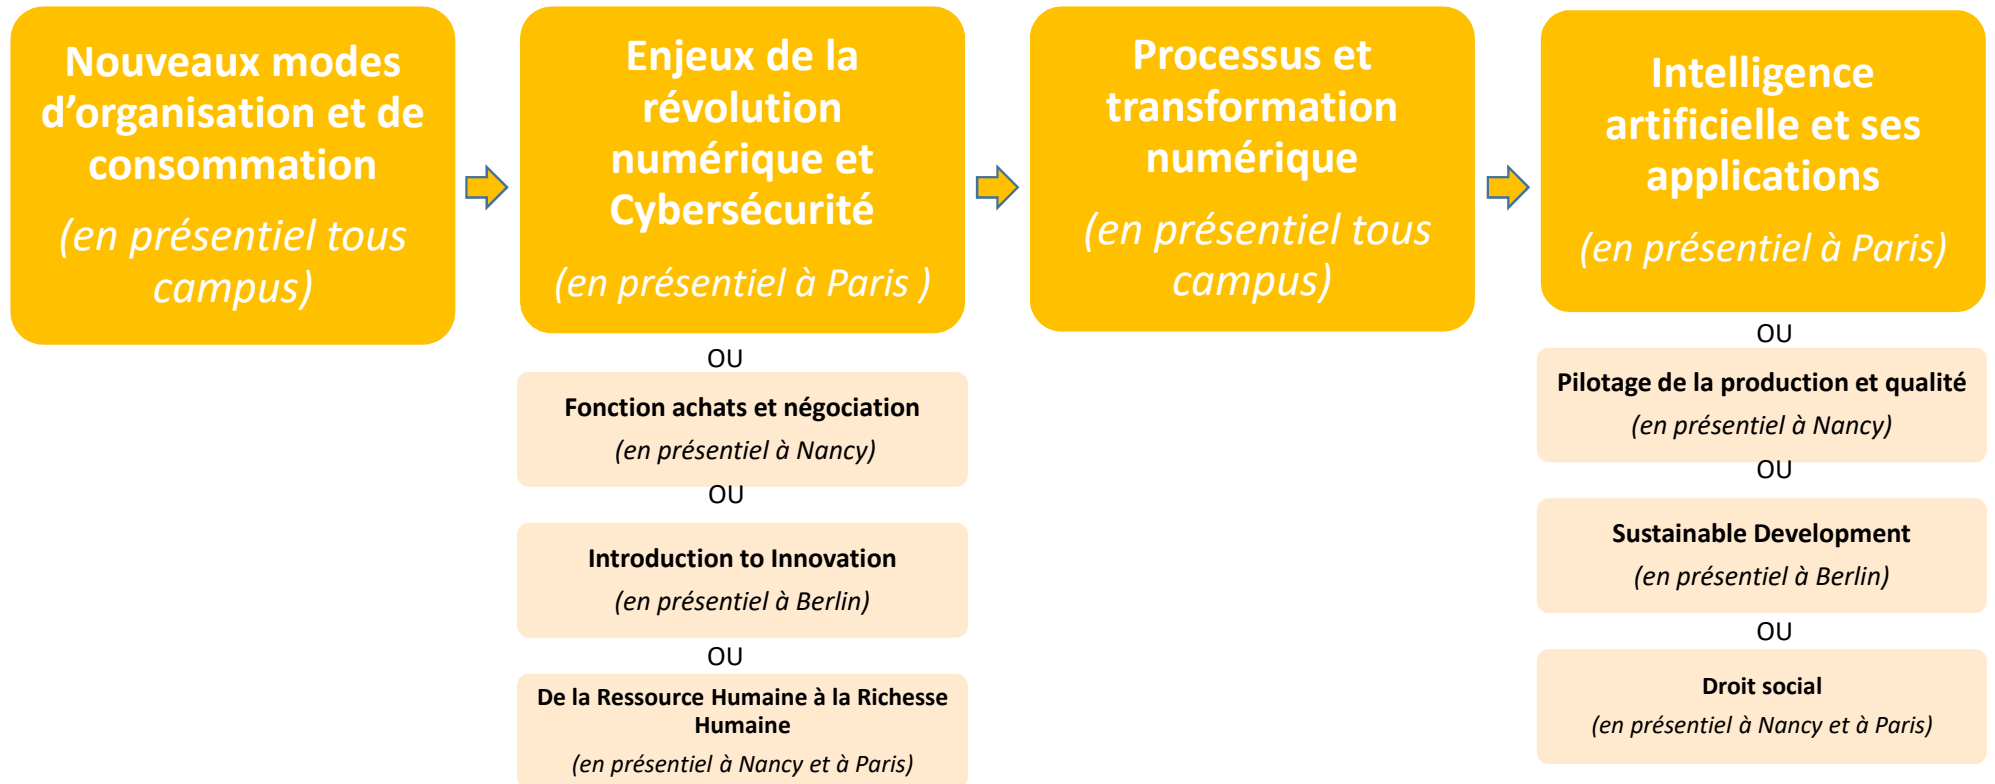 Nouveaux modes
d’organisation et de
consommation
(en présentiel tous
campus)
Enjeux de la
révolution
numérique et
Cybersécurité
(en présentiel à Paris )
OU
Fonction achats et négociation
(en présentiel à Nancy)
OU
Introduction to Innovation
(en présentiel à Berlin)
OU
De la Ressource Humaine à la Richesse
Humaine
(en présentiel à Nancy et à Paris)
Processus et
transformation
numérique
(en présentiel tous
campus)
Intelligence
artificielle et ses
applications
(en présentiel à Paris)
OU
Pilotage de la production et qualité
(en présentiel à Nancy)
OU
Sustainable Development
(en présentiel à Berlin)
OU
Droit social
(en présentiel à Nancy et à Paris)